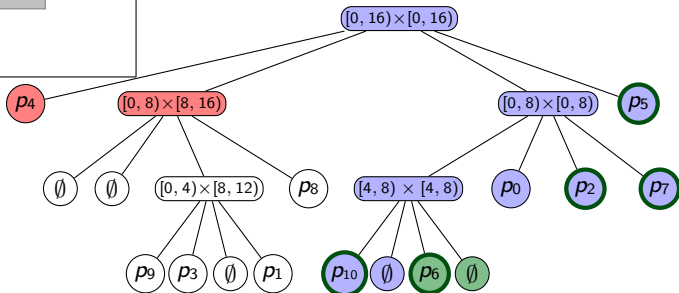 [0, 16)×[0, 16)
p4 [0, 8)×[8, 16) [0, 8)×[0, 8) p5
∅ ∅ [0, 4)×[8, 12) p8 [4, 8) × [4, 8) p0 p2 p7
p9 p3 ∅ p1 p10 ∅ p6 ∅